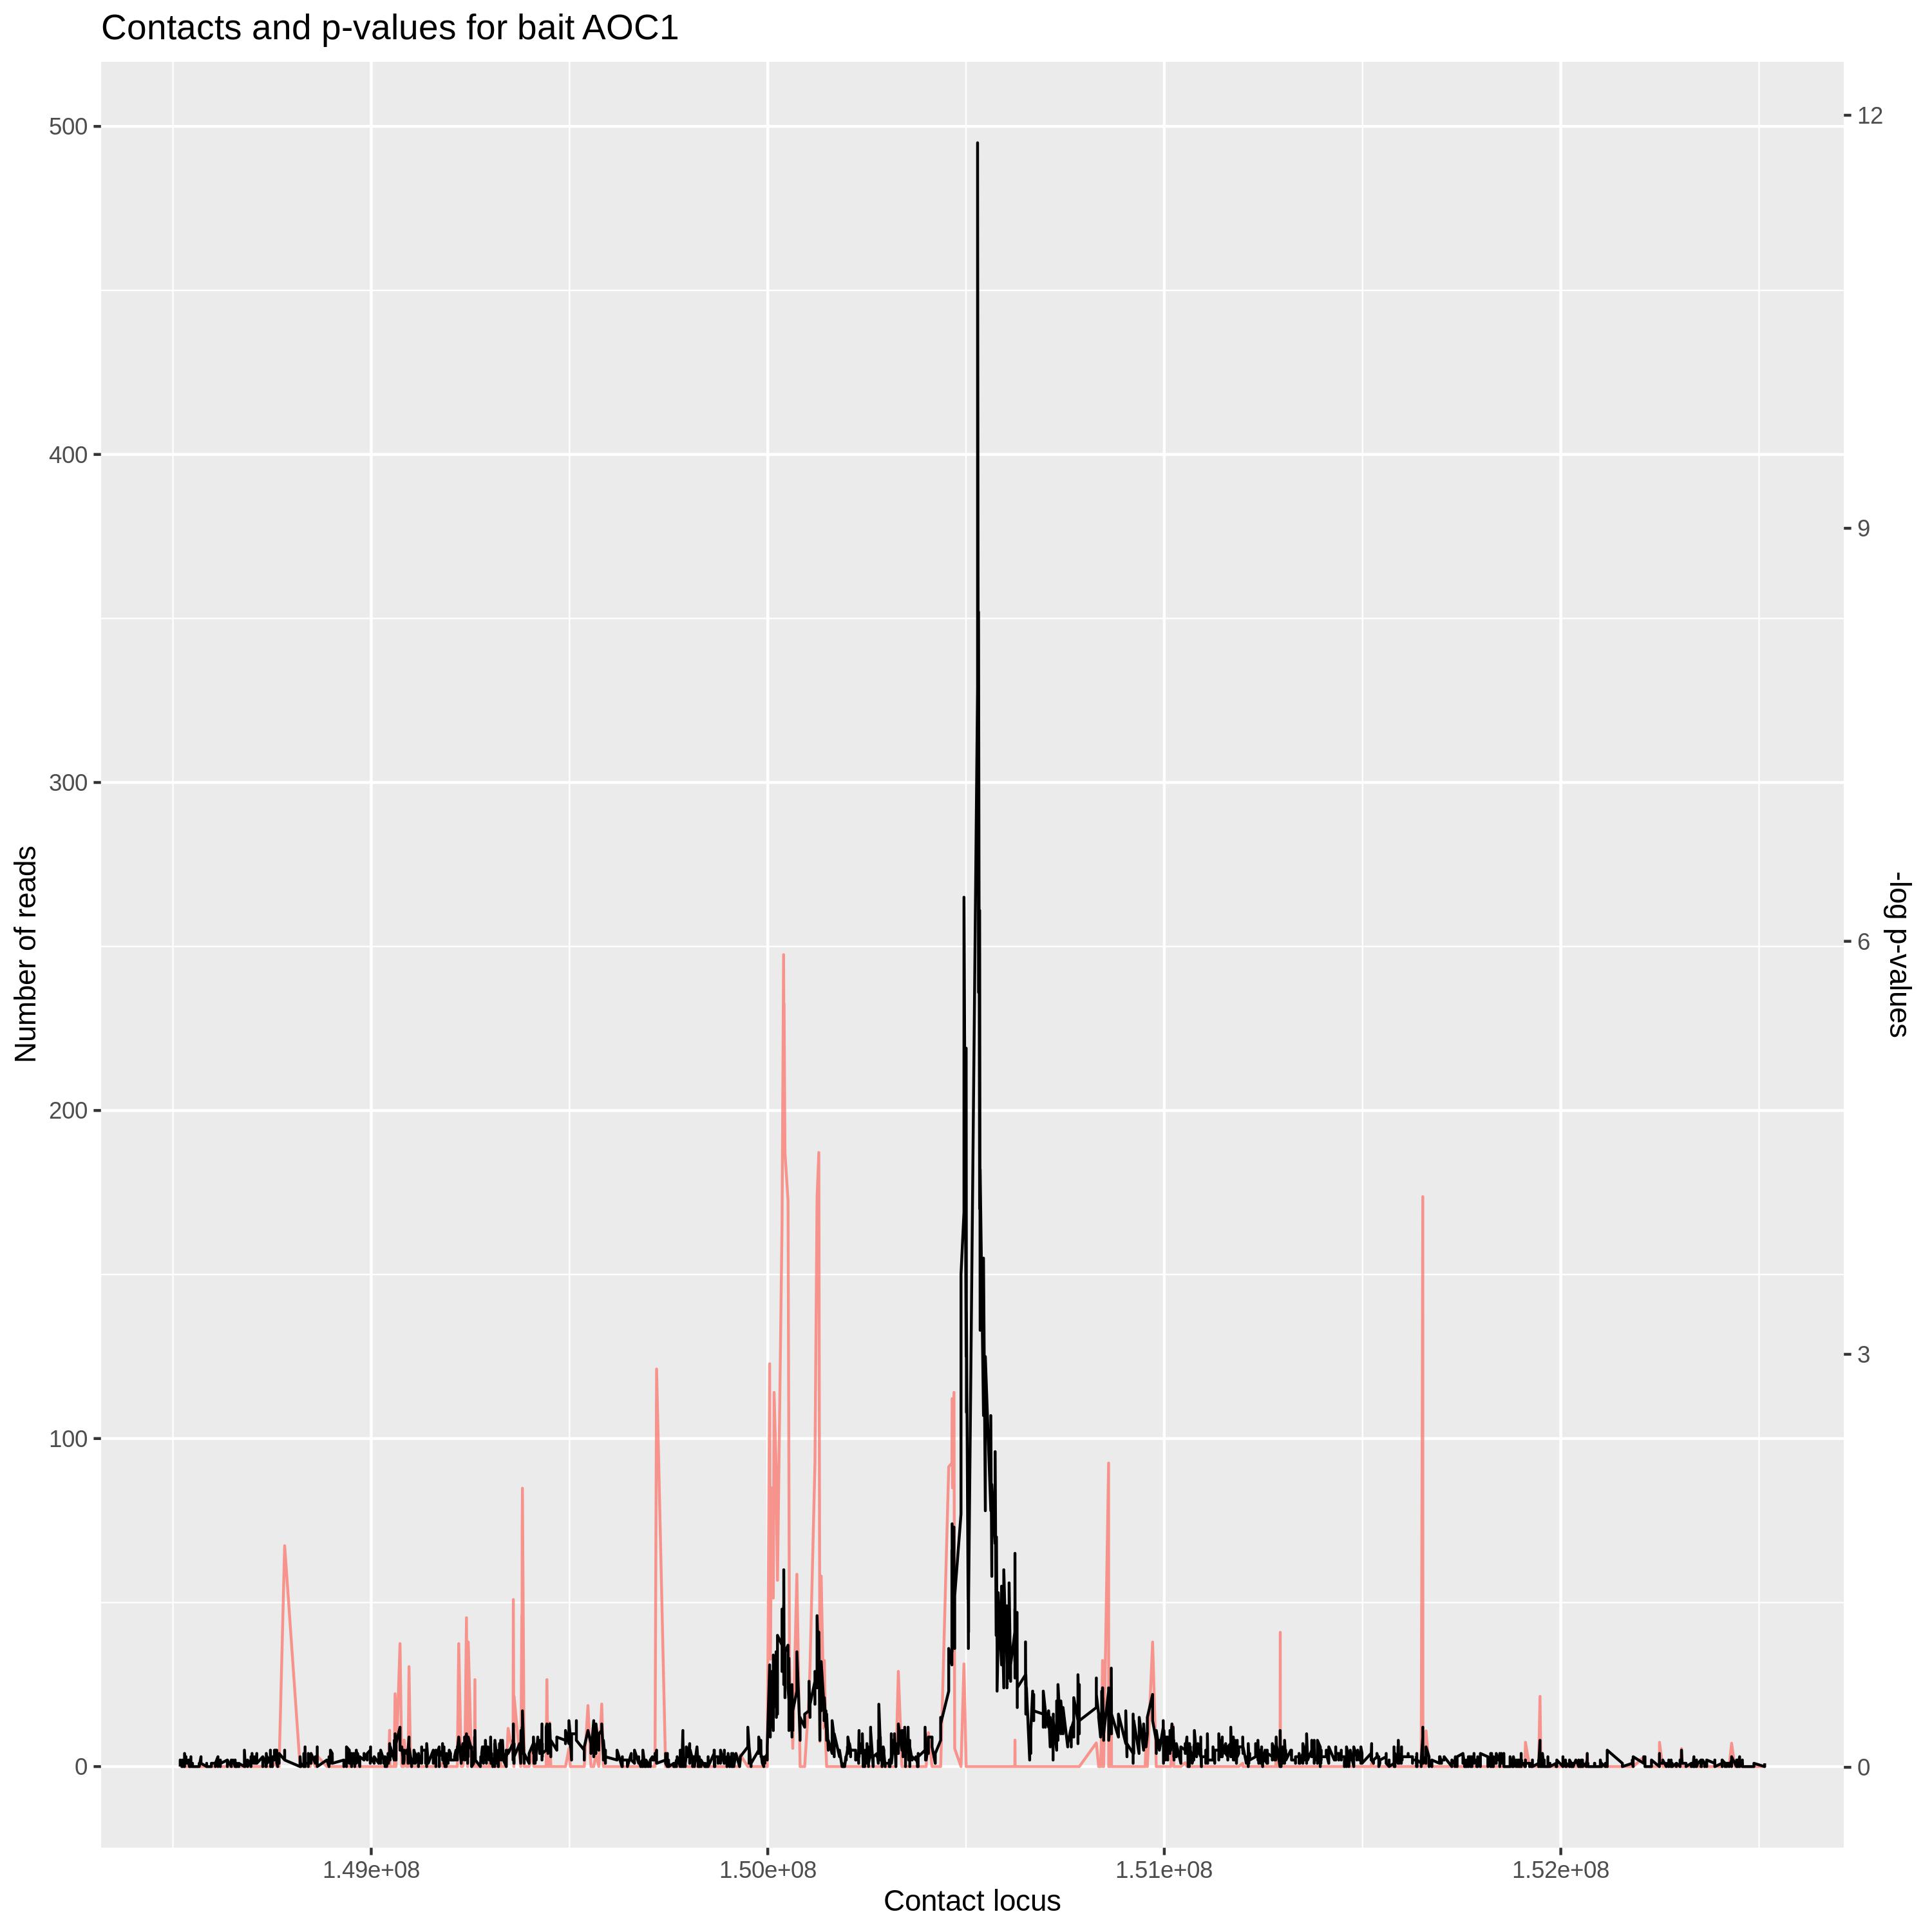 Contacts and p-values for bait AOC1
Number of reads
500
400
300
200
100
0
12
9
6
3
0
-log p-values
1.49e+08 1.50e+08 1.51e+08 1.52e+08
Contact locus